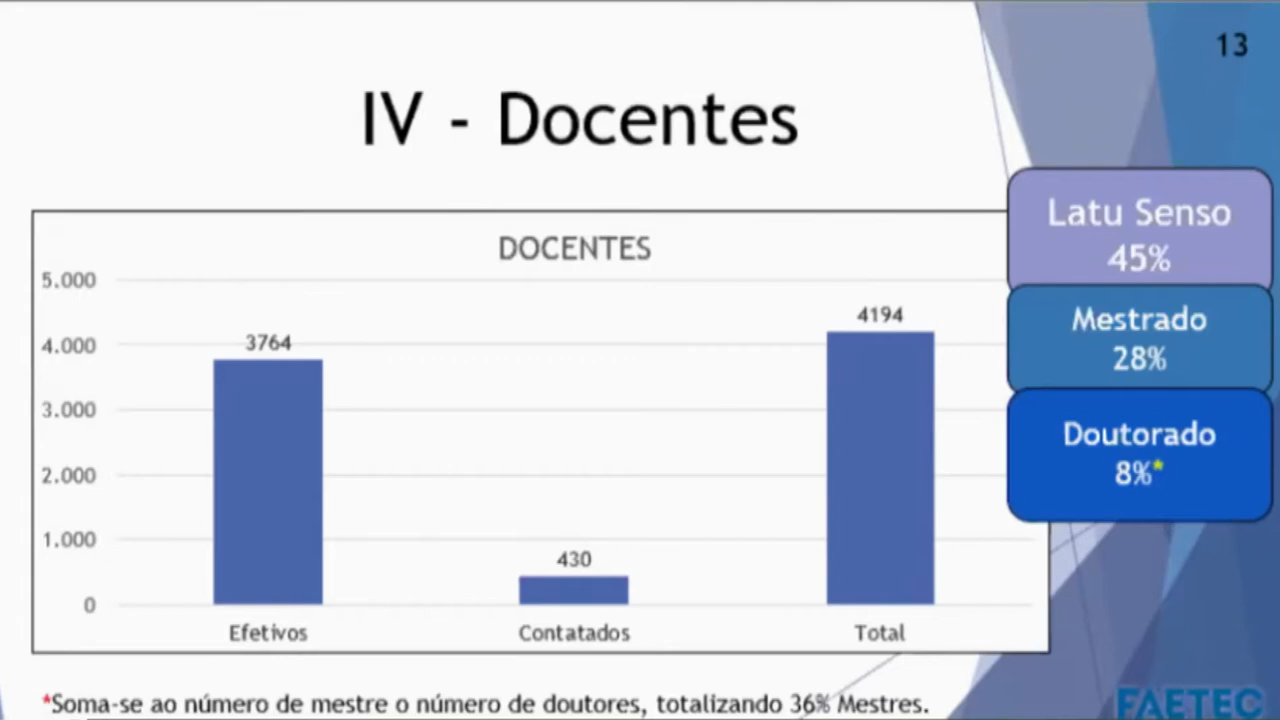 13
IV - Docentes
DOCENTES
5.000
4.000
3.000
2.000
1.000
0
3764
430
4194
Efetivos
Contatados
Total
Latu Senso
45%
Mestrado
28%
Doutorado
8%*
*Soma-se ao número de mestre o número de doutores, totalizando 36% Mestres.
FAETEC